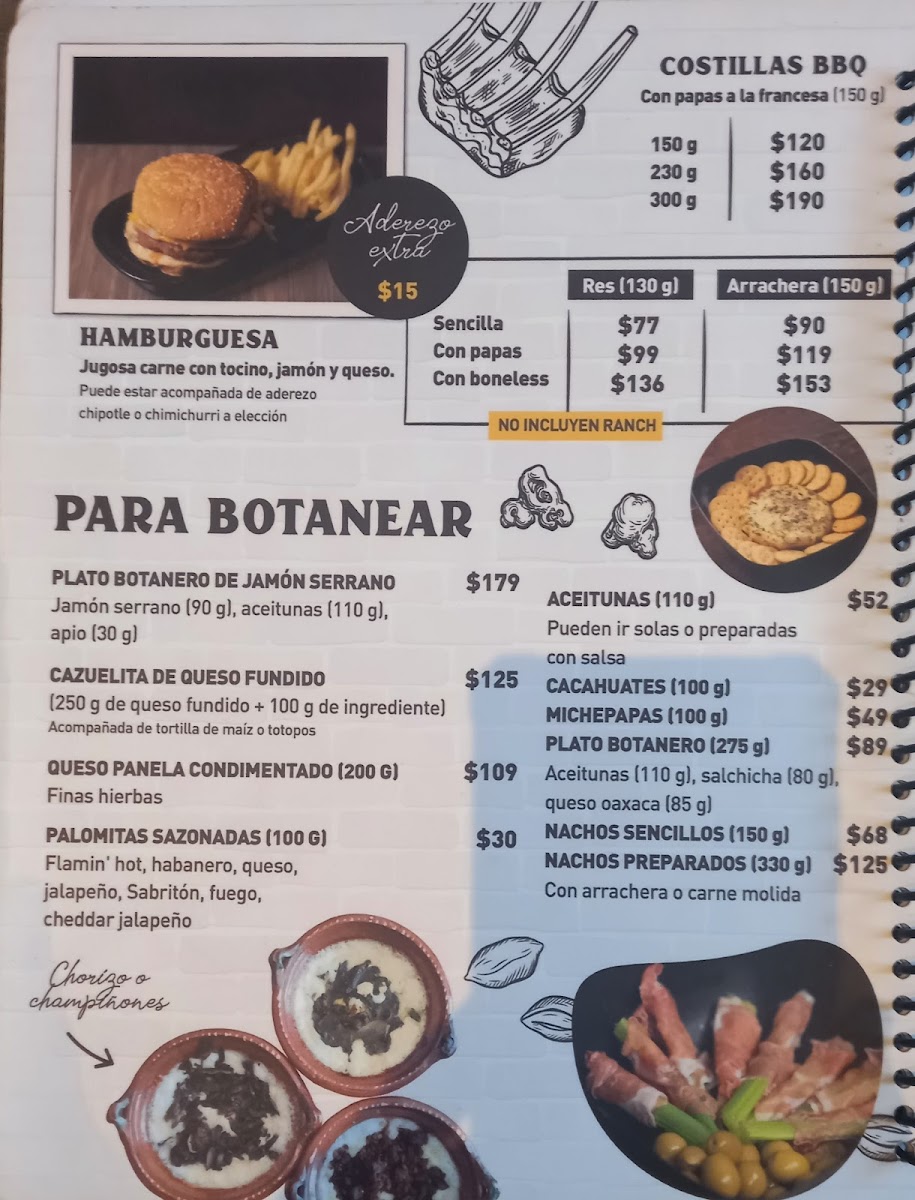 COSTILLAS BBQ
Con papas a la francesa (150 g)
150 g $120
230 g $160
300 g $190
Aderezo
extra
$15
Res (130 g) Arrachera (150 g)
Sencilla $77 $90
Con papas $99 $119
Con boneless $136 $153
NO INCLUYEN RANCH
HAMBURGUESA
Jugosa carne con tocino, jamón y queso.
Puede estar acompañada de aderezo
chipotle o chimichurri a elección
PARA BOTANEAR
PLATO BOTANERO DE JAMÓN SERRANO $179
Jamón serrano (90 g), aceitunas (110 g),
apio (30 g)
CAZUELITA DE QUESO FUNDIDO $125
(250 g de queso fundido + 100 g de ingrediente)
Acompañada de tortilla de maíz o totopos
QUESO PANELA CONDIMENTADO (200 G) $109
Finas hierbas
PALOMITAS SAZONADAS (100 G) $30
Flamin' hot, habanero, queso,
jalapeño, Sabritón, fuego,
cheddar jalapeño
Chorizo o
champiñones
ACEITUNAS (110 g) $52
Pueden ir solas o preparadas
con salsa
CACAHUATES (100 g) $29
MICHEPAPAS (100 g) $49
PLATO BOTANERO (275 g) $89
Aceitunas (110 g), salchicha (80 g),
queso oaxaca (85 g)
NACHOS SENCILLOS (150 g) $68
NACHOS PREPARADOS (330 g) $125
Con arrachera o carne molida